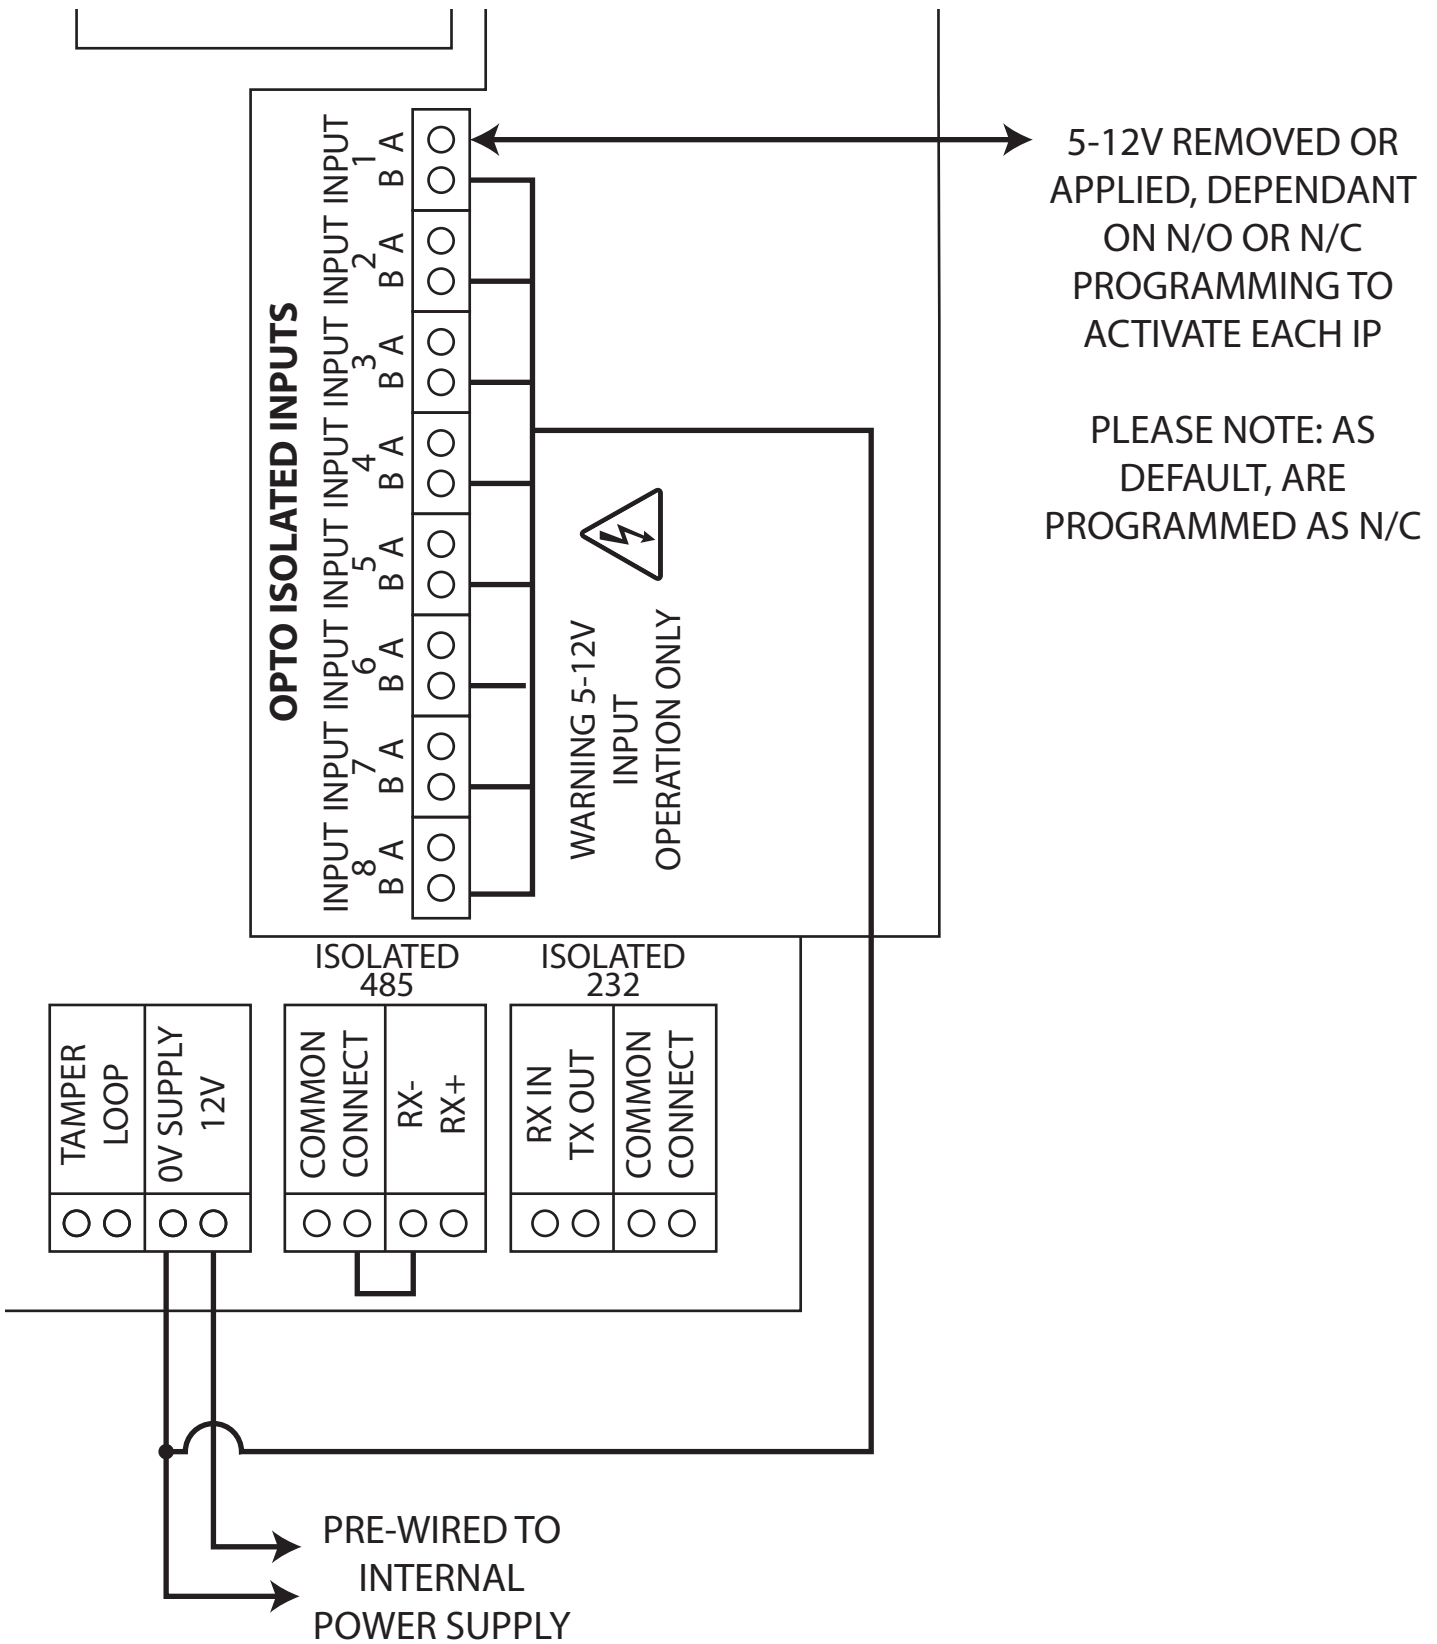 OPTO ISOLATED INPUTS
INPUT
1
B A
INPUT
2
B A
INPUT
3
B A
INPUT
4
B A
INPUT
5
B A
INPUT
6
B A
INPUT
7
B A
INPUT
8
B A
WARNING 5-12V
INPUT
OPERATION ONLY
5-12V REMOVED OR
APPLIED, DEPENDANT
ON N/O OR N/C
PROGRAMMING TO
ACTIVATE EACH IP
PLEASE NOTE: AS
DEFAULT, ARE
PROGRAMMED AS N/C
TAMPER
LOOP
0V SUPPLY
12V
ISOLATED
485
COMMON
CONNECT
RX-
RX+
ISOLATED
232
RX IN
TX OUT
COMMON
CONNECT
PRE-WIRED TO
INTERNAL
POWER SUPPLY